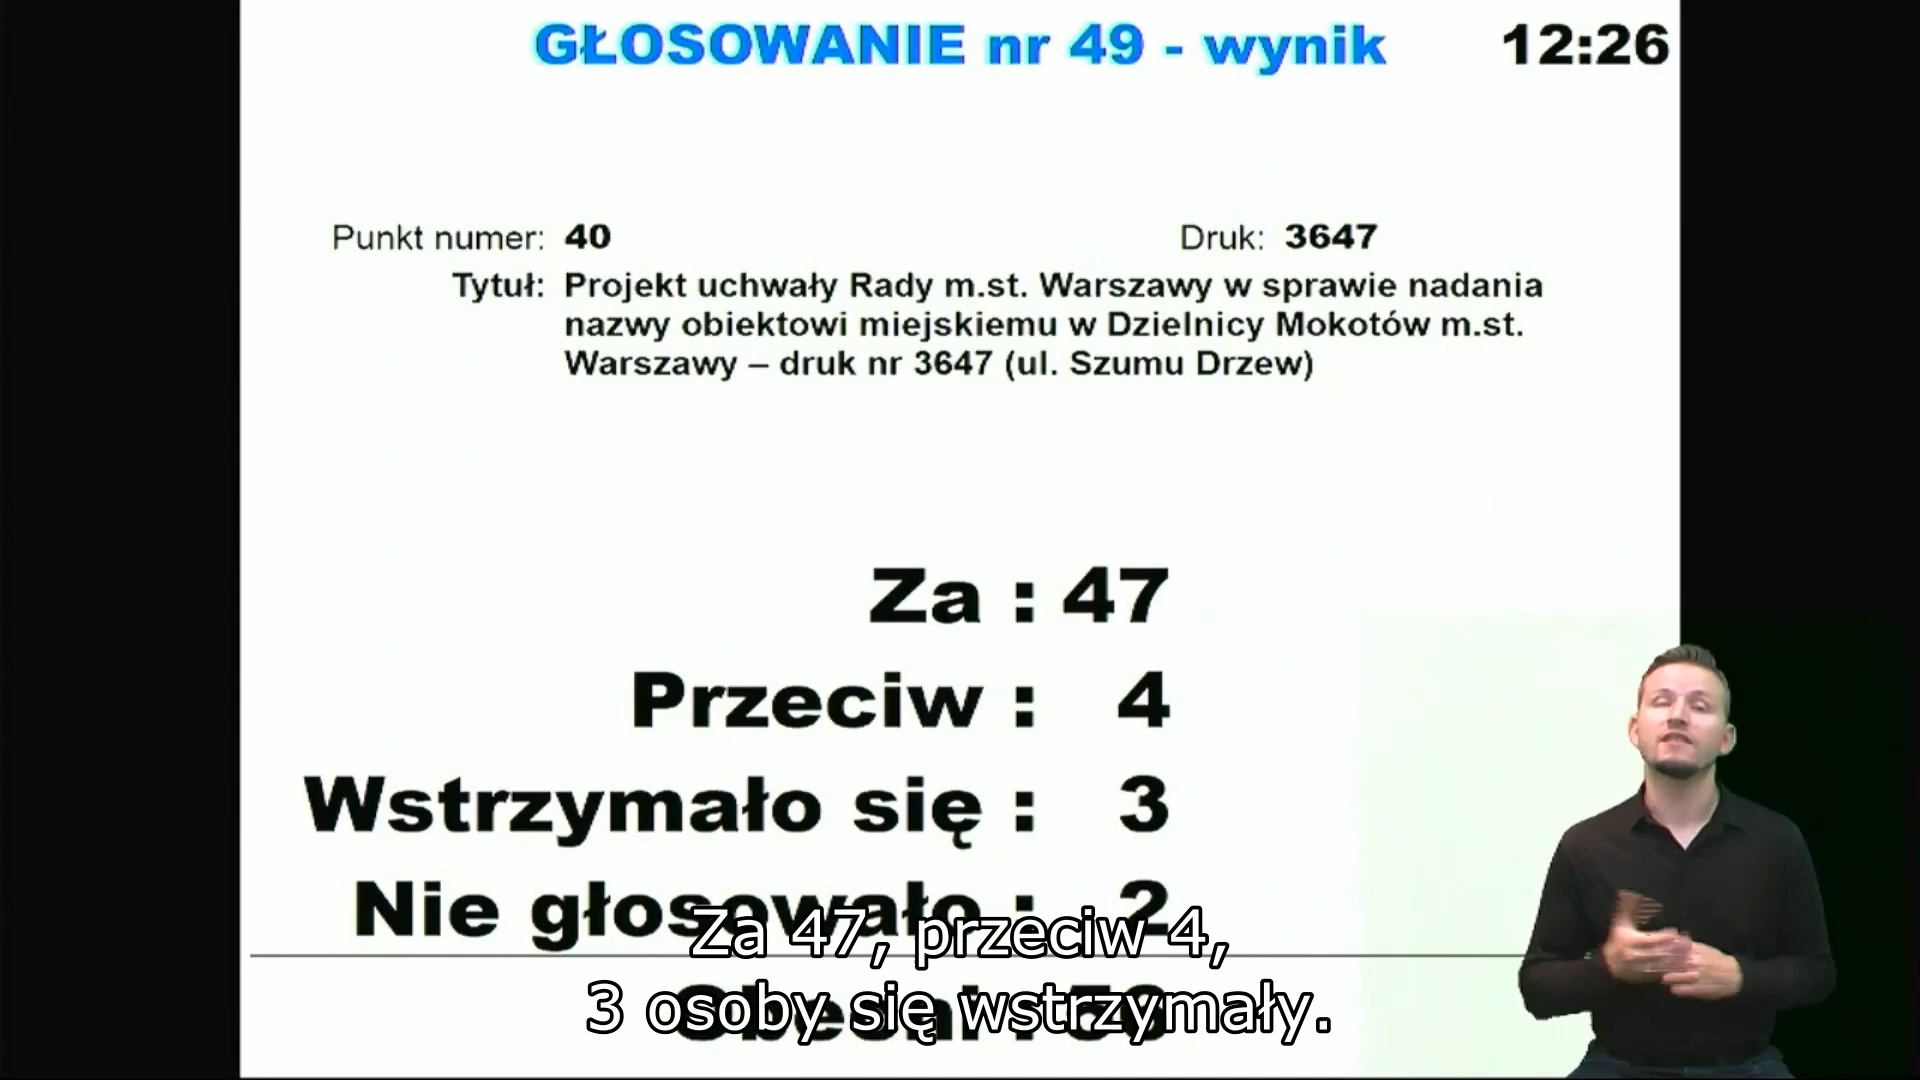 GŁOSOWANIE nr 49 - wynik
12:26
Punkt numer: 40
Druk: 3647
Tytuł: Projekt uchwały Rady m.st. Warszawy w sprawie nadania
nazwy obiektowi miejskiemu w Dzielnicy Mokotów m.st.
Warszawy – druk nr 3647 (ul. Szumu Drzew)
Za : 47
Przeciw : 4
Wstrzymało się : 3
Nie głosowało : 2
Obecni : 56
Za 47, przeciw 4,
3 osoby się wstrzymały.